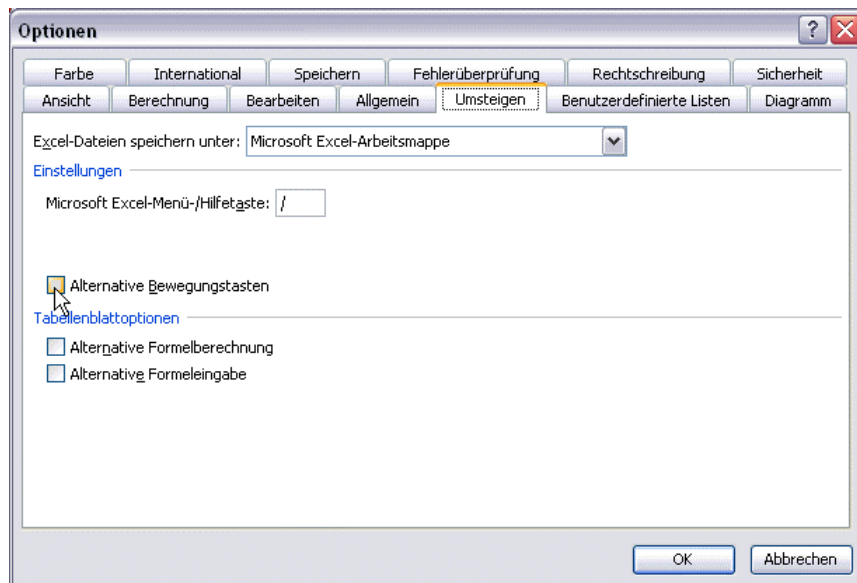 Optionen
Farbe International Speichern Fehlerüberprüfung Rechtschreibung Sicherheit
Ansicht Berechnung Bearbeiten Allgemein Umsteigen Benutzerdefinierte Listen Diagramm
Excel-Dateien speichern unter: Microsoft Excel-Arbeitsmappe
Einstellungen
Microsoft Excel-Menü-/Hilfetaste: /
Alternative Bewegungstasten
Tabellenblattoptionen
Alternative Formelberechnung
Alternative Formeleingabe
OK Abbrechen